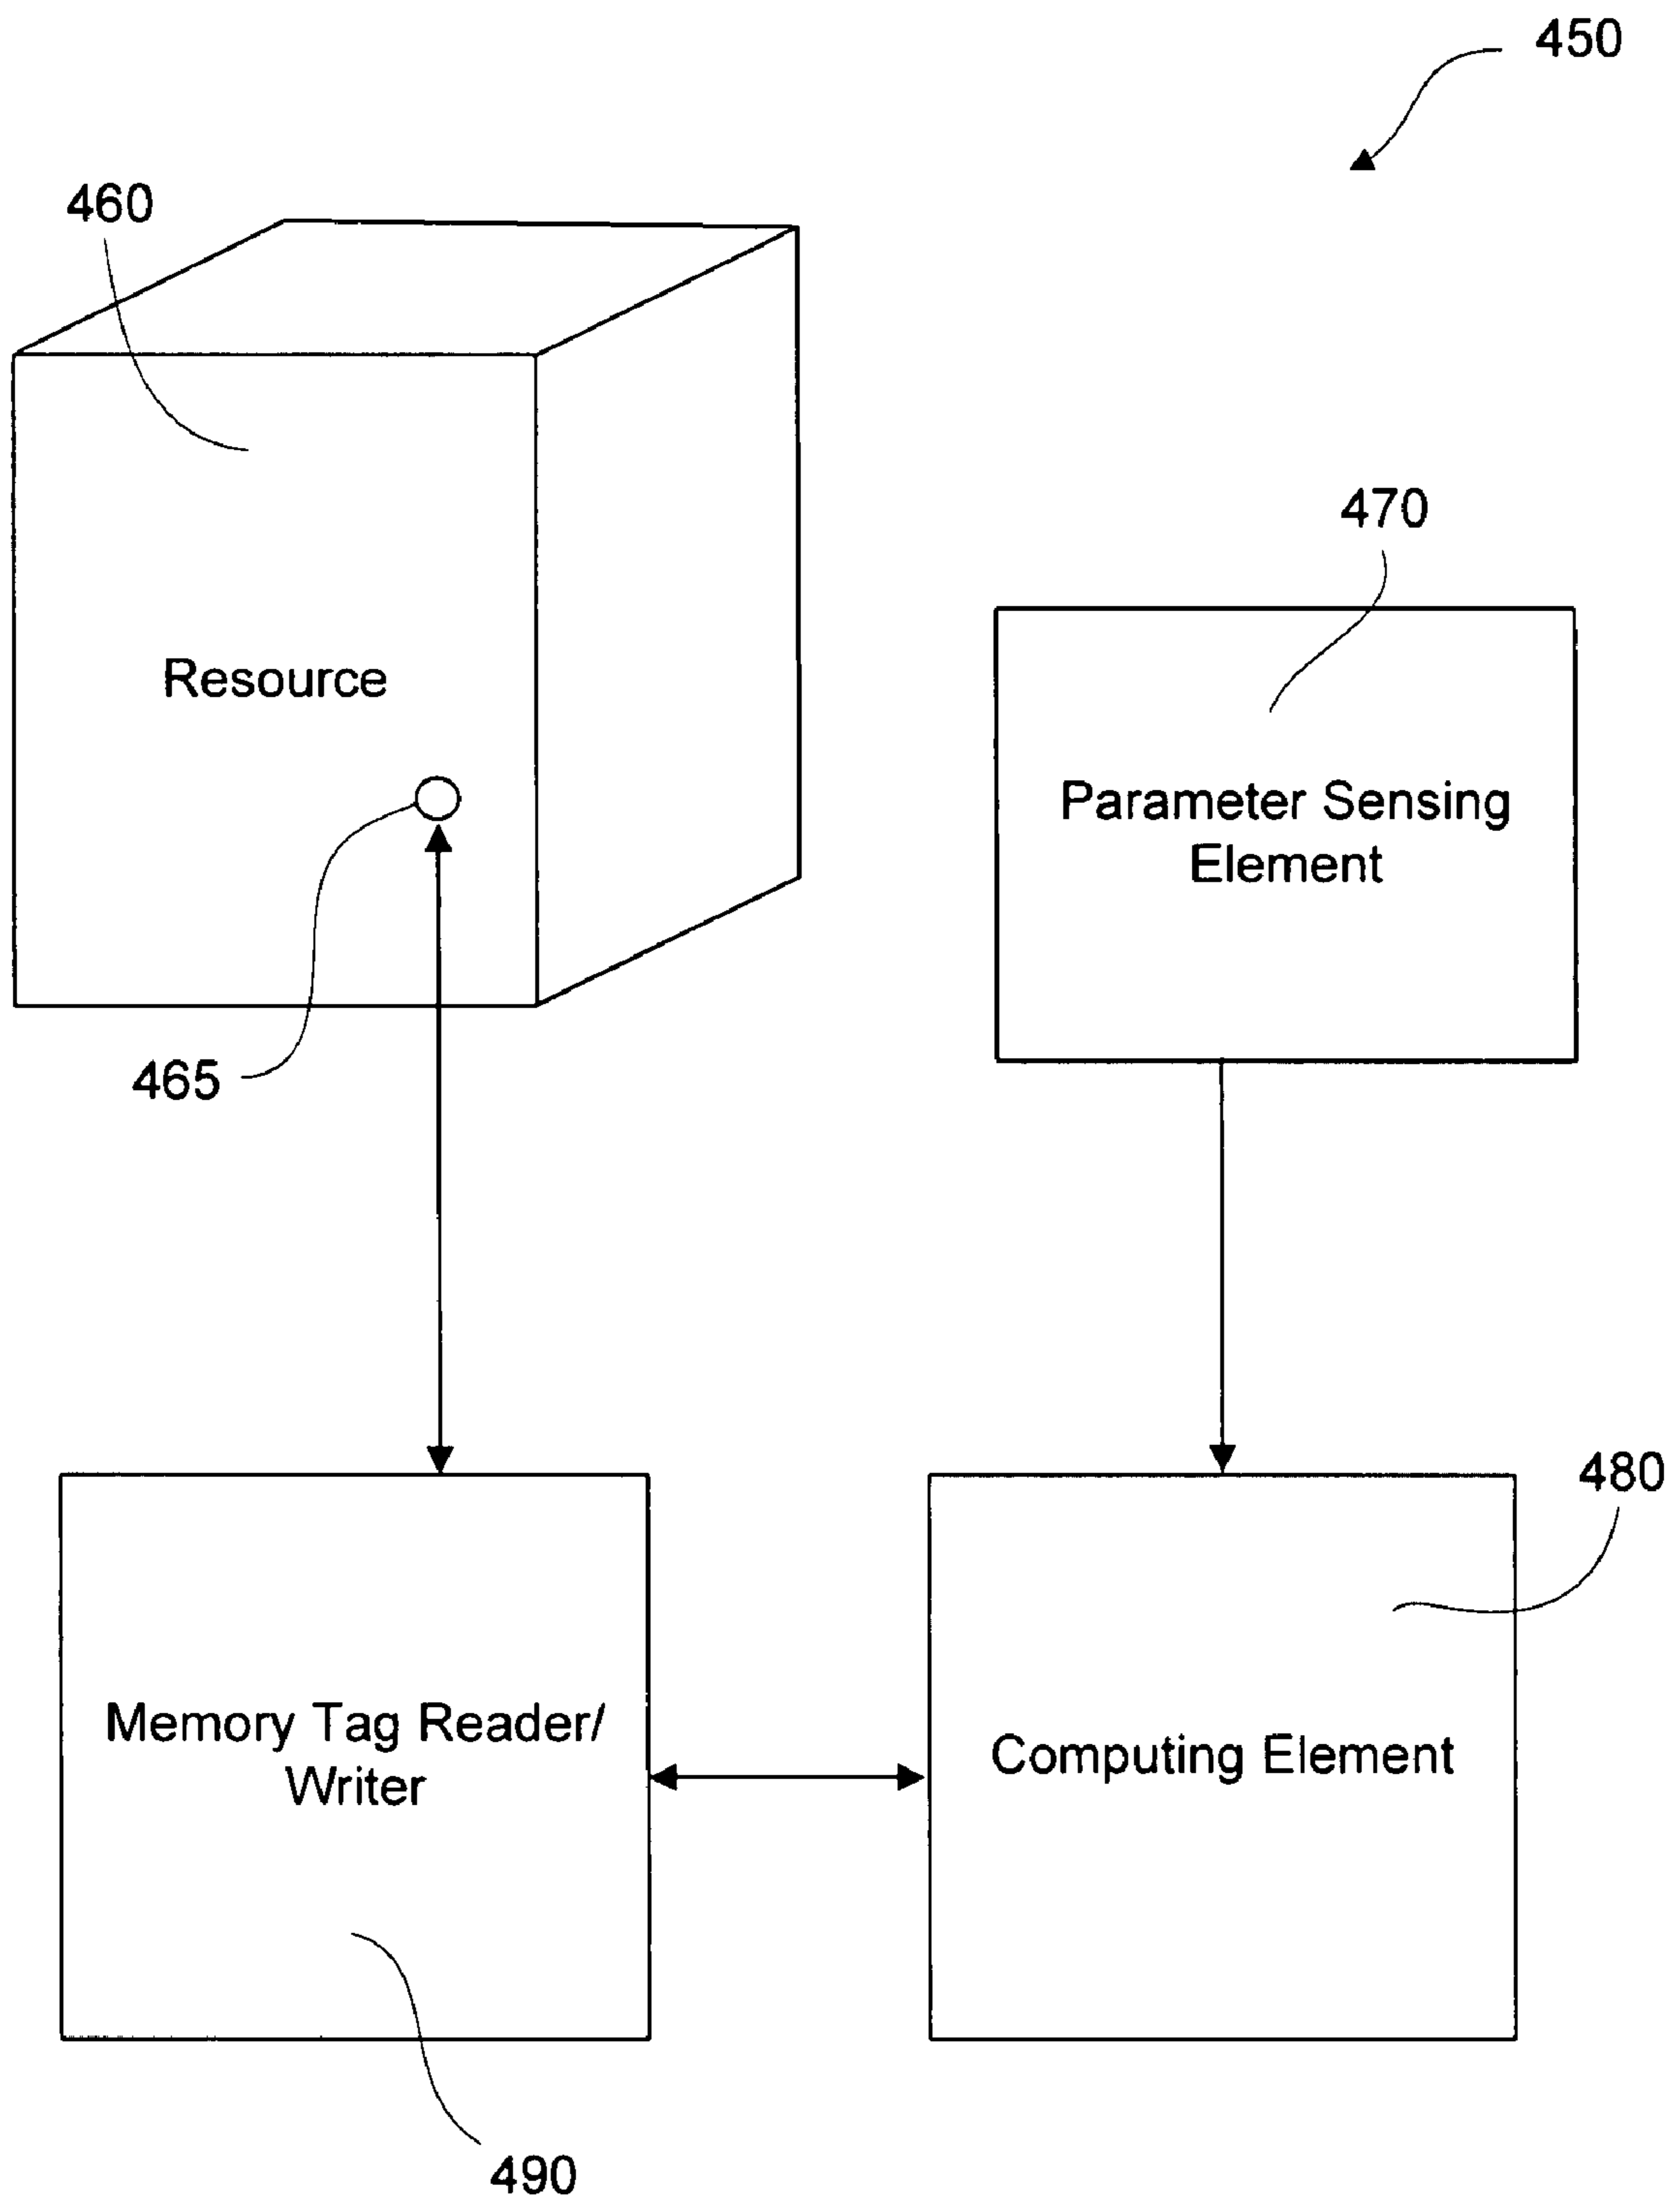 450
460
470
Resource
Parameter Sensing
Element
465
480
Memory Tag Reader/
Writer
Computing Element
490